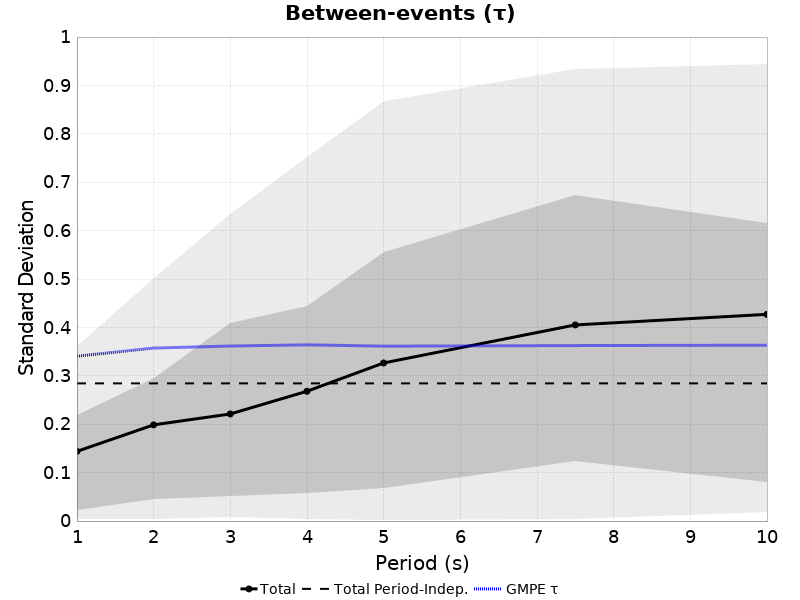 Between-events (τ)
1
0.9
0.8
0.7
0.6
0.5
0.4
0.3
0.2
0.1
0
Standard Deviation
1 2 3 4 5 6 7 8 9 10
Period (s)
Total Total Period-Indep. GMPE τ